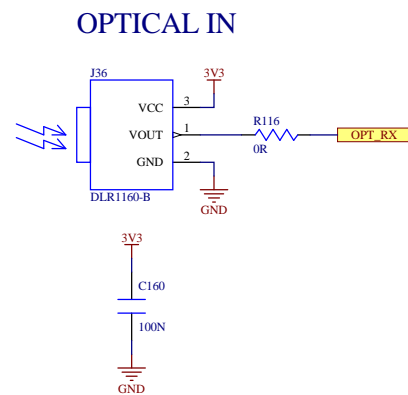 OPTICAL IN
J36
3V3
VCC
3
R116
VOUT
1
OPT_RX
0R
GND
2
DLR1160-B
GND
3V3
C160
100N
GND